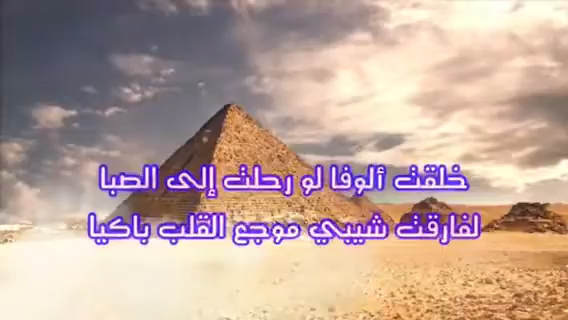 خلقت ألوفا لو رحلت إلى الصبا
لفارقت شيبي موجع القلب باكيا